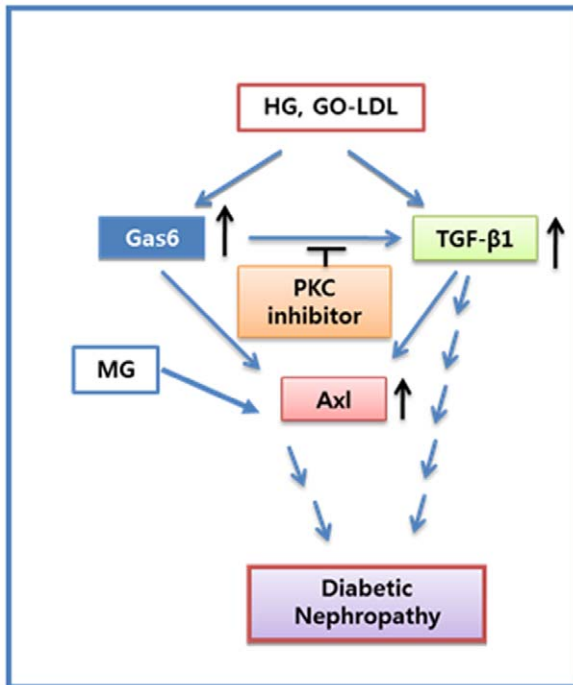 HG, GO-LDL
Gas6
TGF-β1
PKC
inhibitor
MG
Axl
Diabetic
Nephropathy